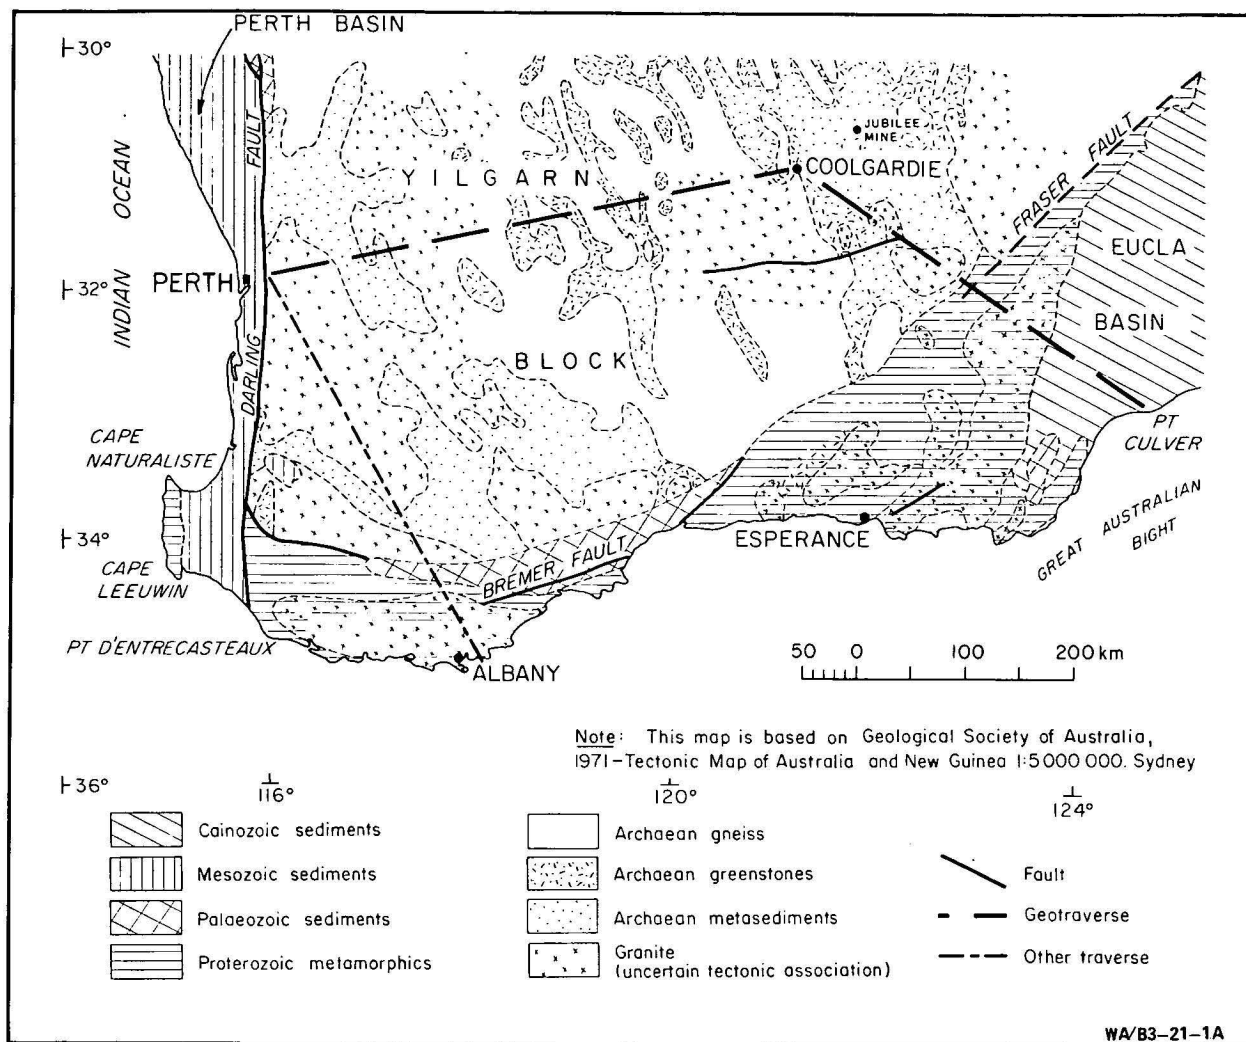 PERTH BASIN
30°
OCEAN
INDIAN
FAULT
DARLING
YILGARN
BLOCK
JUBILEE
MINE
COOLGARDIE
FRASER FAULT
EUCLA
BASIN
32°
PERTH
CAPE
NATURALISTE
PT
CULVER
GREAT AUSTRALIAN
BIGHT
34°
ESPERANCE
BREMER FAULT
CAPE
LEEUWIN
PT D'ENTRECASTEAUX
ALBANY
50 0 100 200 km
Note: This map is based on Geological Society of Australia,
1971-Tectonic Map of Australia and New Guinea 1:5 000 000. Sydney
36°
116°
120°
124°
Cainozoic sediments
Mesozoic sediments
Palaeozoic sediments
Proterozoic metamorphics
Archaean gneiss
Archaean greenstones
Archaean metasediments
Granite
(uncertain tectonic association)
Fault
Geotraverse
Other traverse
WA/B3-21-1A